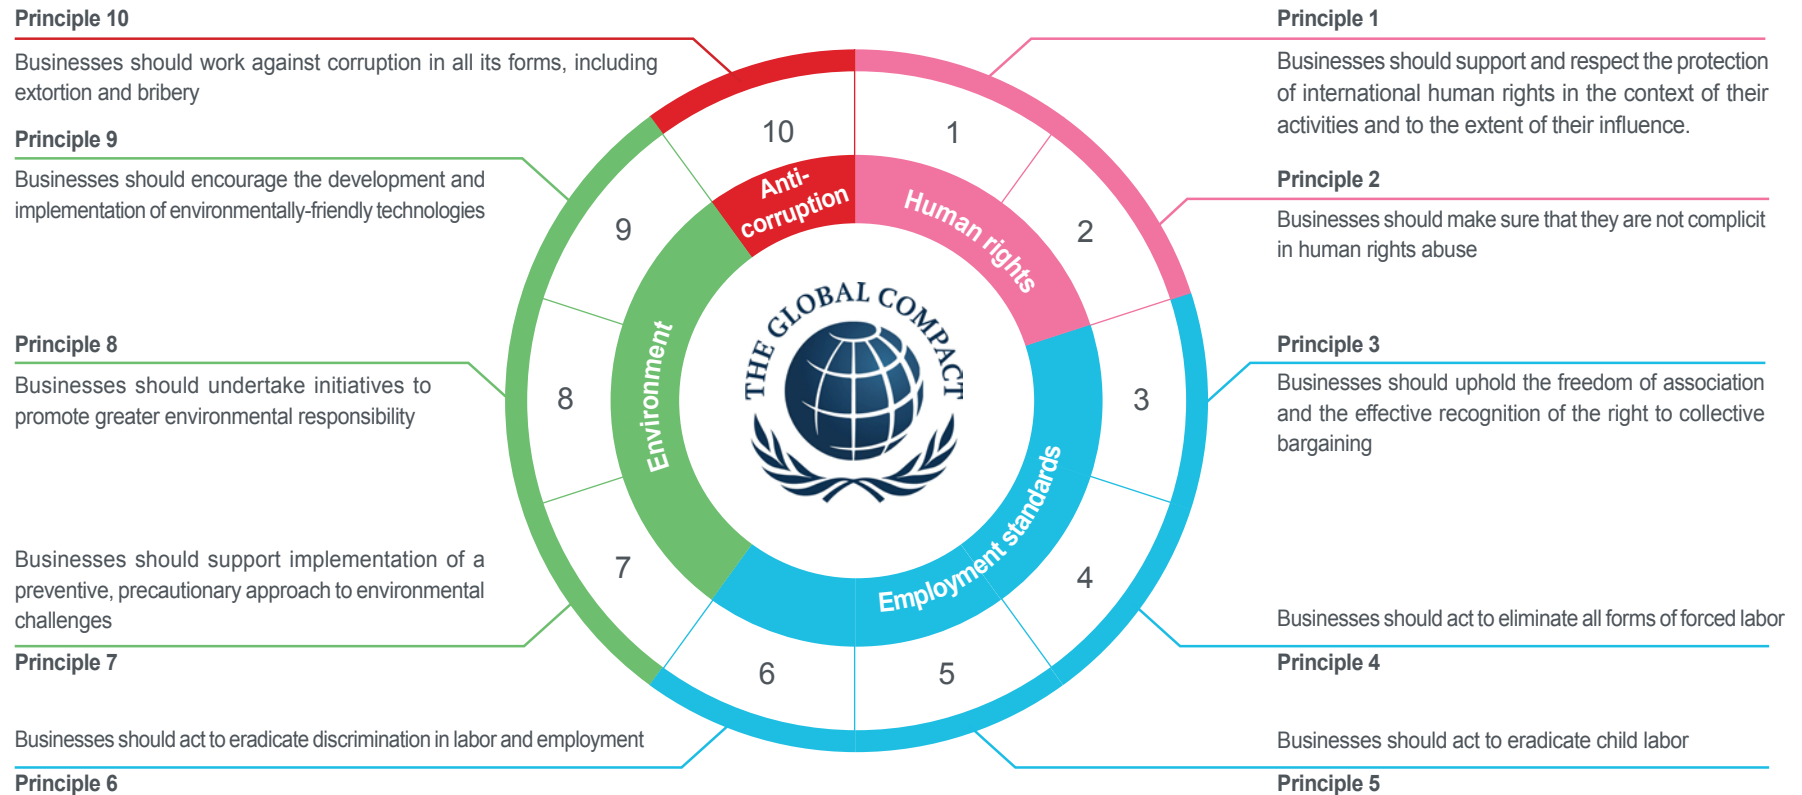 Principle 10
Businesses should work against corruption in all its forms, including
extortion and bribery
Principle 9
Businesses should encourage the development and
implementation of environmentally-friendly technologies
Principle 8
Businesses should undertake initiatives to
promote greater environmental responsibility
Businesses should support implementation of a
preventive, precautionary approach to environmental
challenges
Principle 7
Businesses should act to eradicate discrimination in labor and employment
Principle 6
10
1
9
2
8
3
7
4
6
5
Anti-
corruption
Human rights
Environment
Employment standards
THE GLOBAL COMPACT
Principle 1
Businesses should support and respect the protection
of international human rights in the context of their
activities and to the extent of their influence.
Principle 2
Businesses should make sure that they are not complicit
in human rights abuse
Principle 3
Businesses should uphold the freedom of association
and the effective recognition of the right to collective
bargaining
Businesses should act to eliminate all forms of forced labor
Principle 4
Businesses should act to eradicate child labor
Principle 5